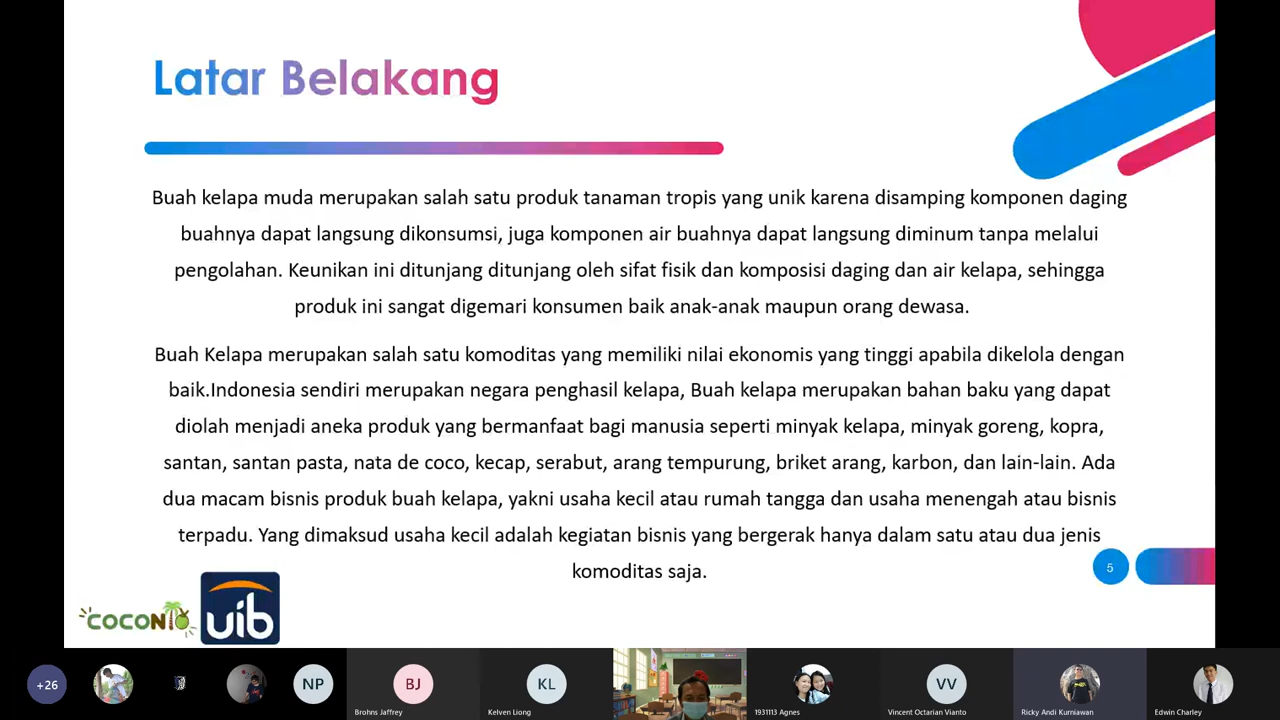 Latar Belakang
Buah kelapa muda merupakan salah satu produk tanaman tropis yang unik karena disamping komponen daging
buahnya dapat langsung dikonsumsi, juga komponen air buahnya dapat langsung diminum tanpa melalui
pengolahan. Keunikan ini ditunjang ditunjang oleh sifat fisik dan komposisi daging dan air kelapa, sehingga
produk ini sangat digemari konsumen baik anak-anak maupun orang dewasa.
Buah Kelapa merupakan salah satu komoditas yang memiliki nilai ekonomis yang tinggi apabila dikelola dengan
baik.Indonesia sendiri merupakan negara penghasil kelapa, Buah kelapa merupakan bahan baku yang dapat
diolah menjadi aneka produk yang bermanfaat bagi manusia seperti minyak kelapa, minyak goreng, kopra,
santan, santan pasta, nata de coco, kecap, serabut, arang tempurung, briket arang, karbon, dan lain-lain. Ada
dua macam bisnis produk buah kelapa, yakni usaha kecil atau rumah tangga dan usaha menengah atau bisnis
terpadu. Yang dimaksud usaha kecil adalah kegiatan bisnis yang bergerak hanya dalam satu atau dua jenis
komoditas saja.
5
COCONIO
uib
+26
NP
BJ
KL
VV
Brohns Jaffrey
Kelven Liong
1931113 Agnes
Vincent Octarian Vianto
Ricky Andi Kurniawan
Edwin Charley